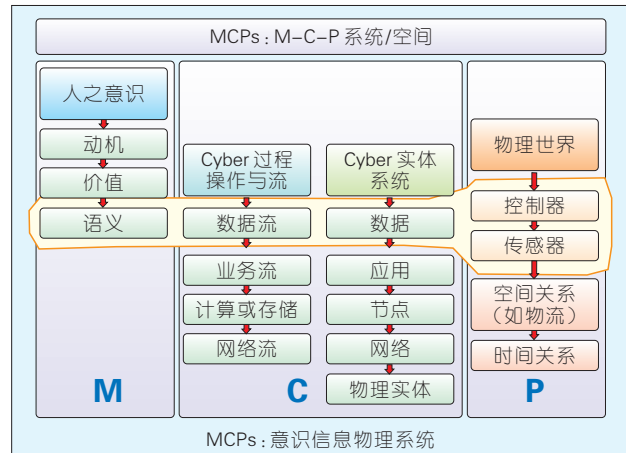 MCPs：M–C–P 系统/空间
人之意识
动机
价值
语义
M
Cyber 过程
操作与流
数据流
业务流
计算或存储
网络流
Cyber 实体
系统
数据
应用
节点
网络
物理实体
C
物理世界
控制器
传感器
空间关系
（如物流）
时间关系
P
MCPs：意识信息物理系统